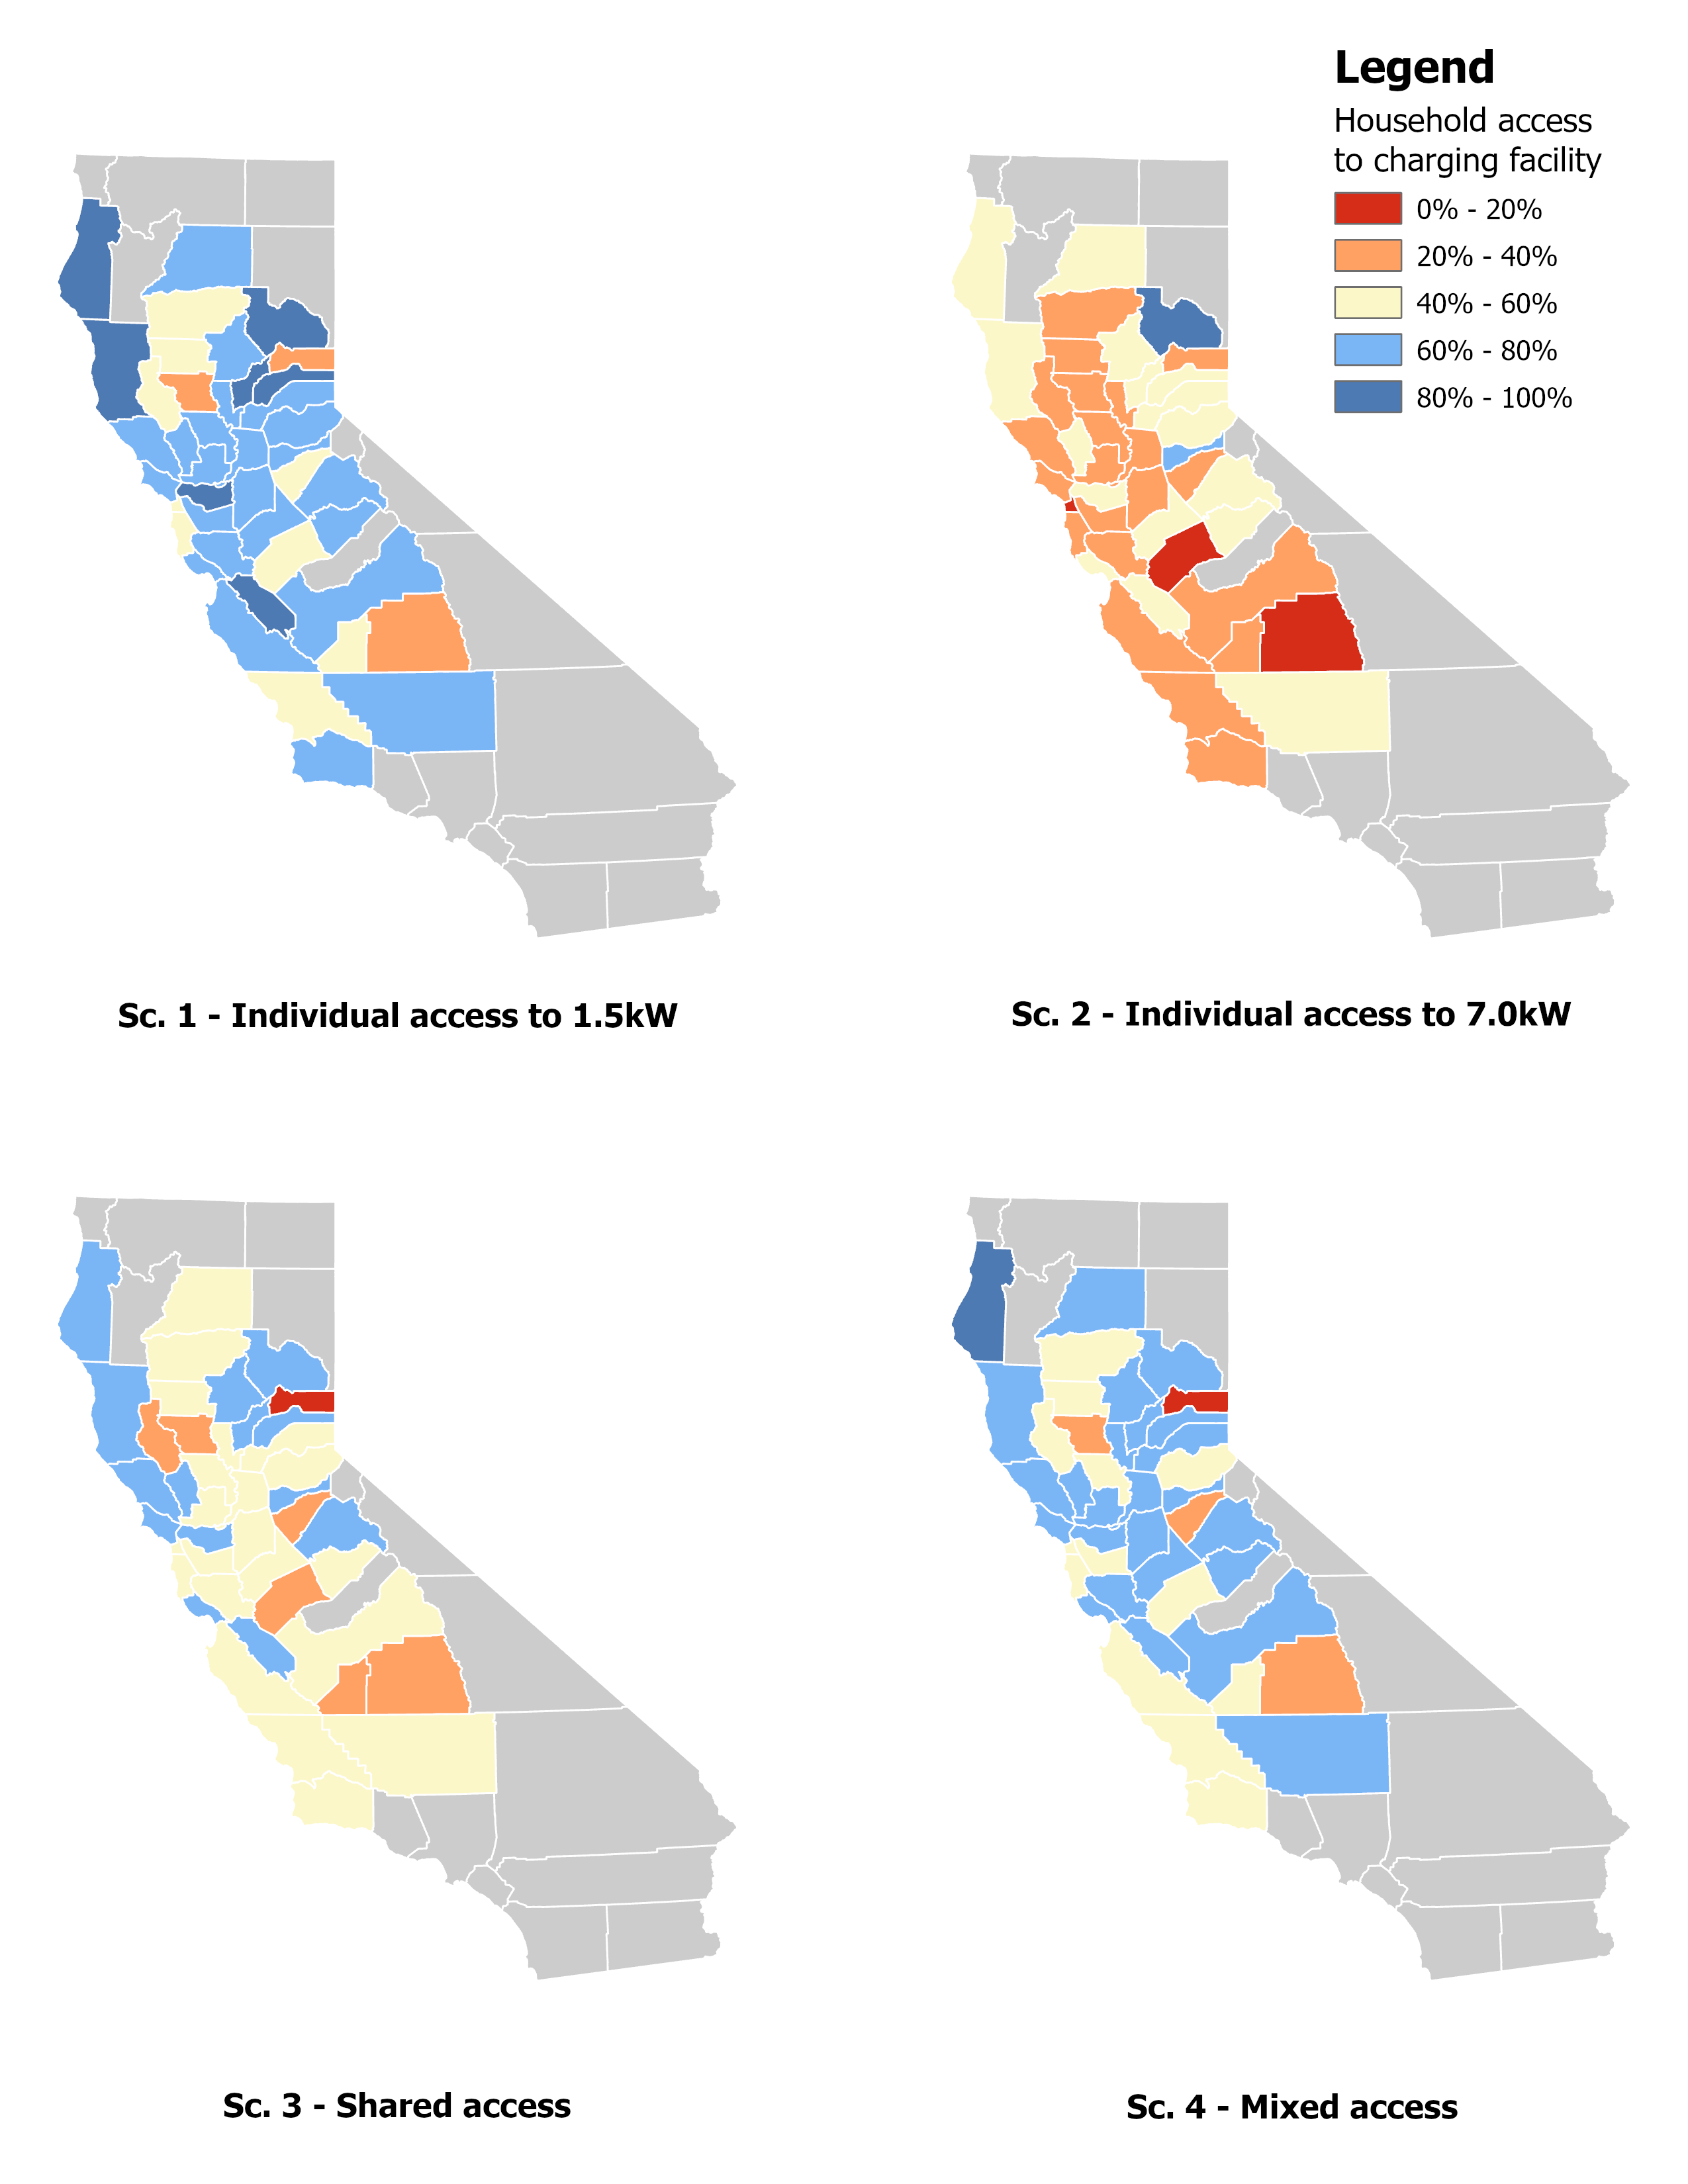 Legend
Household access
to charging facility
0% - 20%
20% - 40%
40% - 60%
60% - 80%
80% - 100%
Sc. 1 - Individual access to 1.5kW
Sc. 2 - Individual access to 7.0kW
Sc. 3 - Shared access
Sc. 4 - Mixed access